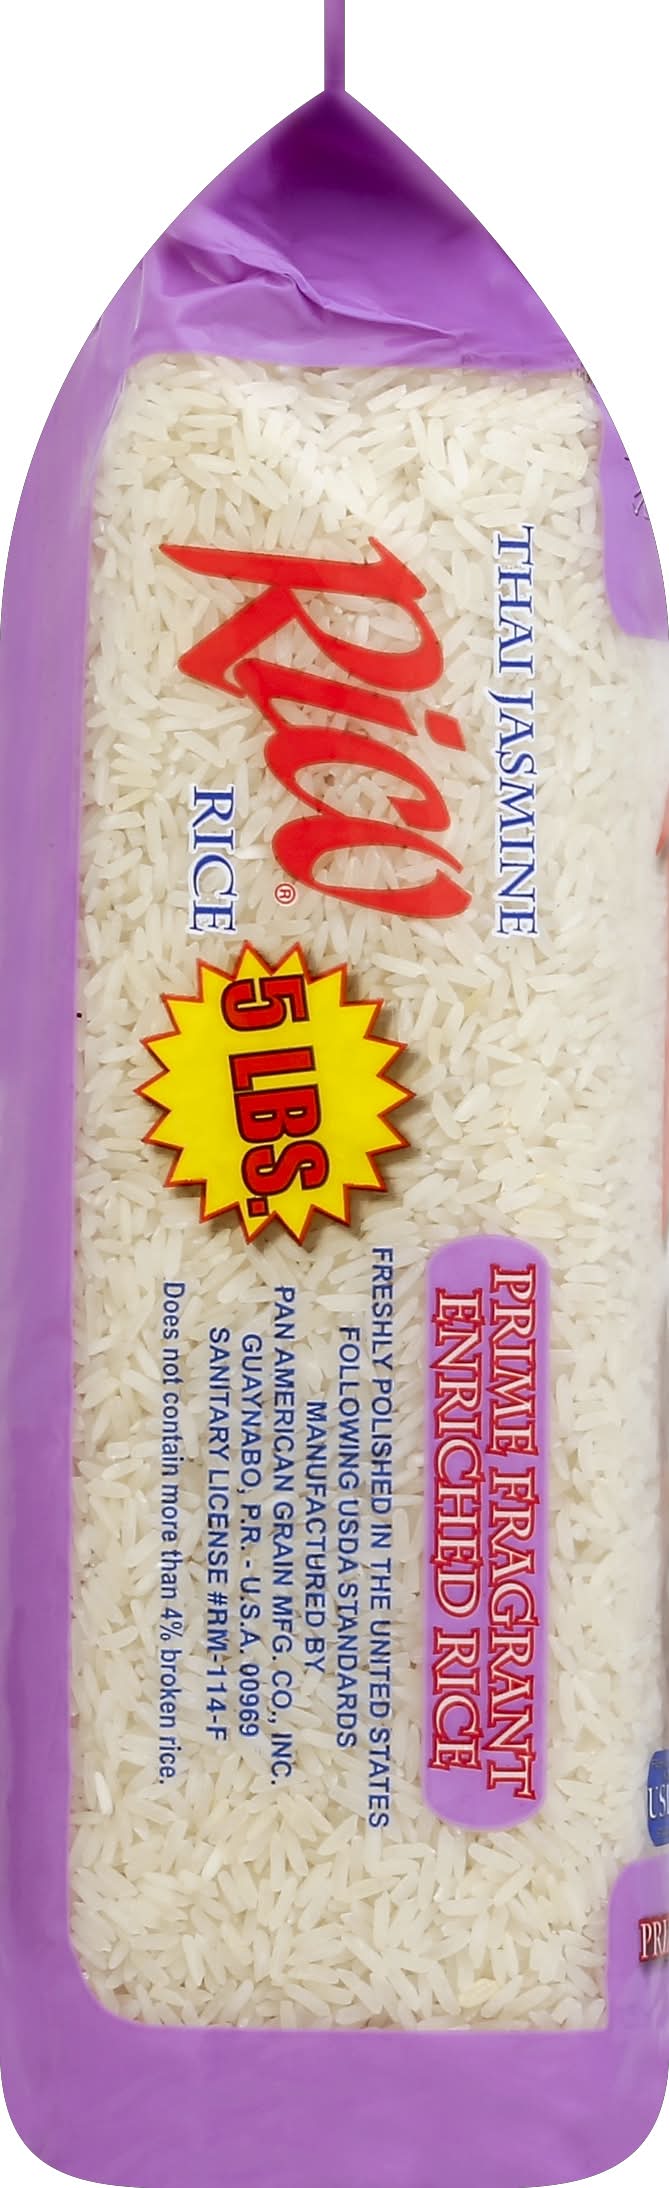 THAI JASMINE
Rico®
RICE
5 LBS.
PRIME FRAGRANT
ENRICHED RICE
FRESHLY POLISHED IN THE UNITED STATES
FOLLOWING USDA STANDARDS
MANUFACTURED BY
PAN AMERICAN GRAIN MFG. CO., INC.
GUAYNABO, P.R. - U.S.A. 00969
SANITARY LICENSE #RM-114-F
Does not contain more than 4% broken rice.